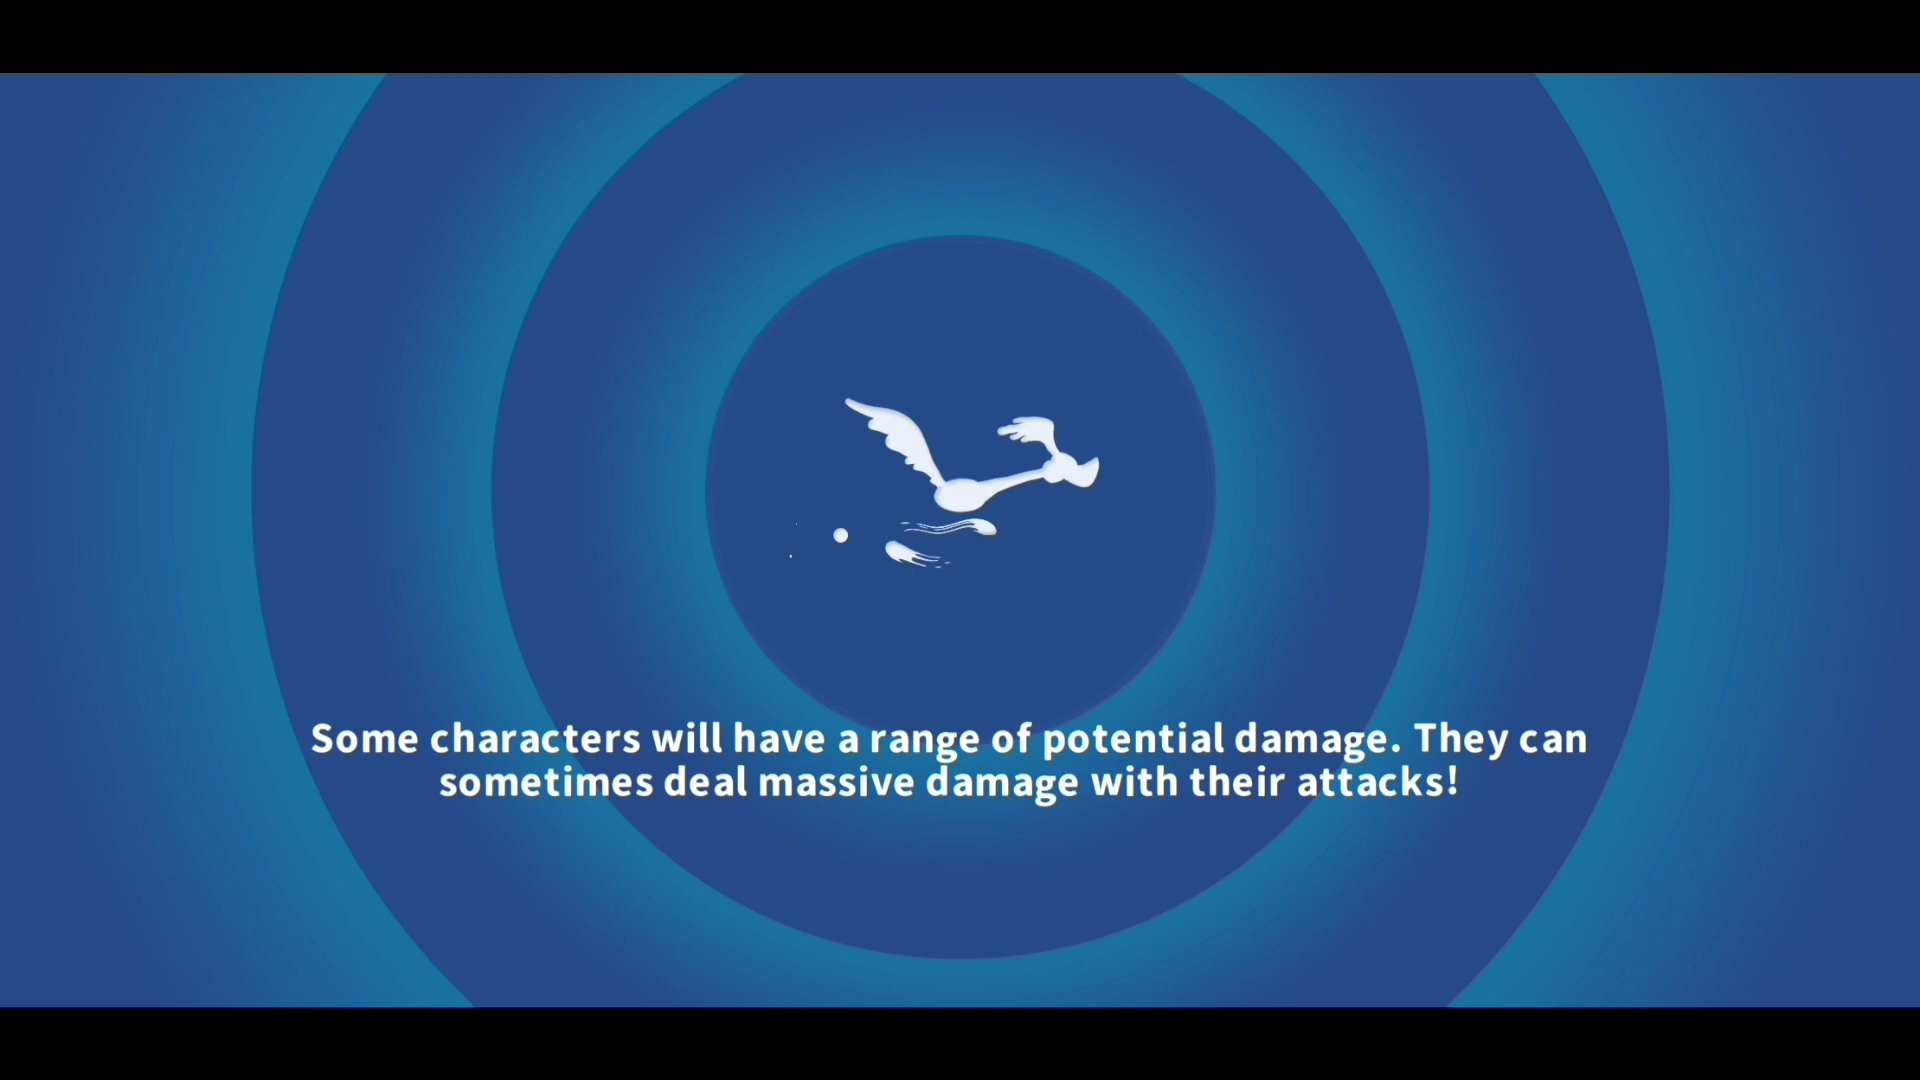 Some characters will have a range of potential damage. They can
sometimes deal massive damage with their attacks!